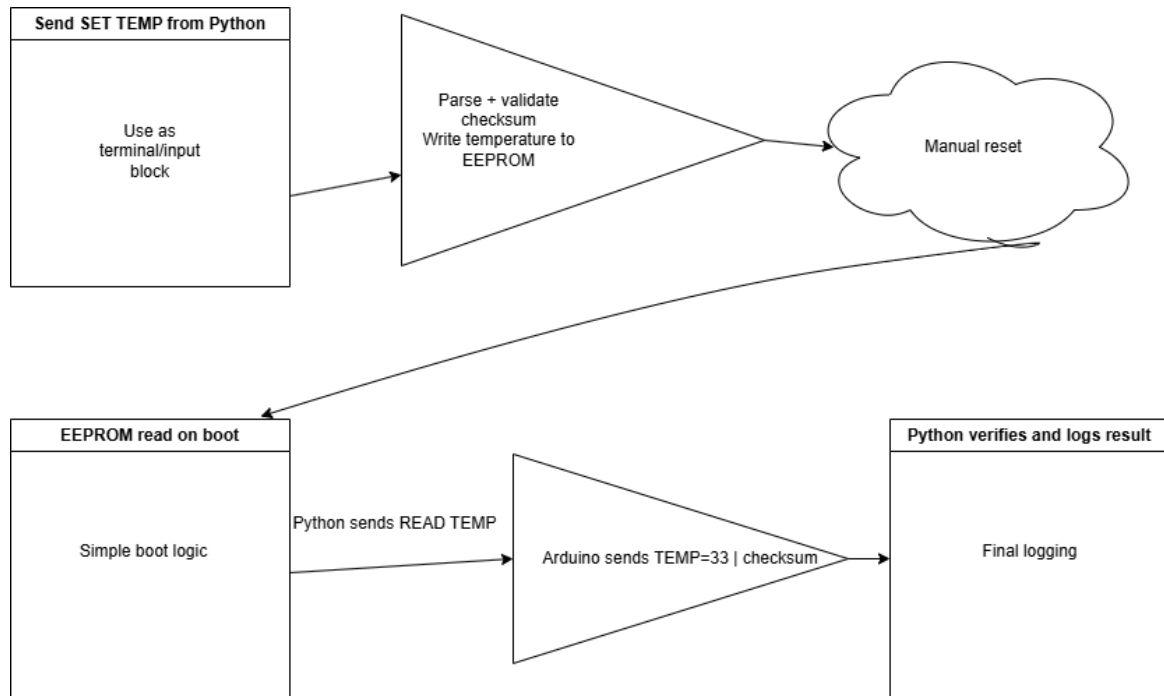 Send SET TEMP from Python
Use as
terminal/input
block
Parse + validate
checksum
Write temperature to
EEPROM
Manual reset
EEPROM read on boot
Simple boot logic
Python sends READ TEMP
Arduino sends TEMP=33 | checksum
Python verifies and logs result
Final logging